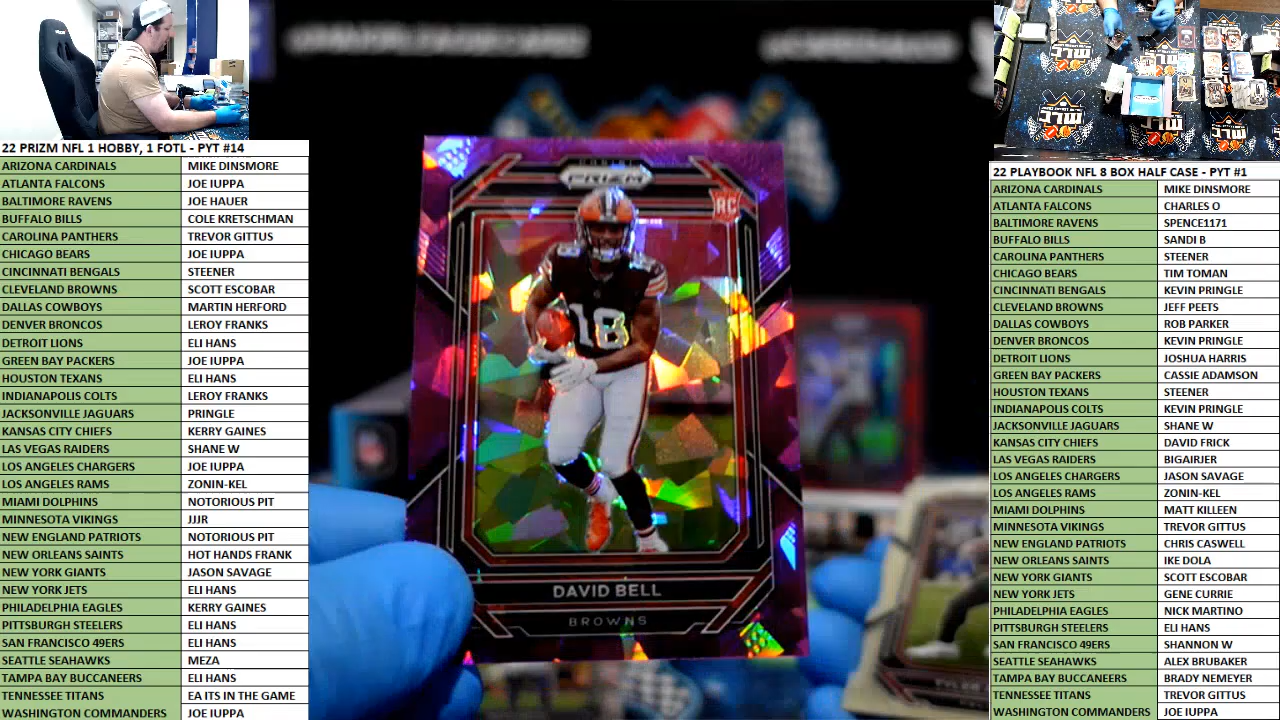 22 PRIZM NFL 1 HOBBY, 1 FOTL - PYT #14
ARIZONA CARDINALS MIKE DINSMORE
ATLANTA FALCONS JOE IUPPA
BALTIMORE RAVENS JOE HAUER
BUFFALO BILLS COLE KRETSCHMAN
CAROLINA PANTHERS TREVOR GITTUS
CHICAGO BEARS JOE IUPPA
CINCINNATI BENGALS STEENER
CLEVELAND BROWNS SCOTT ESCOBAR
DALLAS COWBOYS MARTIN HERFORD
DENVER BRONCOS LEROY FRANKS
DETROIT LIONS ELI HANS
GREEN BAY PACKERS JOE IUPPA
HOUSTON TEXANS ELI HANS
INDIANAPOLIS COLTS LEROY FRANKS
JACKSONVILLE JAGUARS PRINGLE
KANSAS CITY CHIEFS KERRY GAINES
LAS VEGAS RAIDERS SHANE W
LOS ANGELES CHARGERS JOE IUPPA
LOS ANGELES RAMS ZONIN-KEL
MIAMI DOLPHINS NOTORIOUS PIT
MINNESOTA VIKINGS JJJR
NEW ENGLAND PATRIOTS NOTORIOUS PIT
NEW ORLEANS SAINTS HOT HANDS FRANK
NEW YORK GIANTS JASON SAVAGE
NEW YORK JETS ELI HANS
PHILADELPHIA EAGLES KERRY GAINES
PITTSBURGH STEELERS ELI HANS
SAN FRANCISCO 49ERS ELI HANS
SEATTLE SEAHAWKS MEZA
TAMPA BAY BUCCANEERS ELI HANS
TENNESSEE TITANS EA ITS IN THE GAME
WASHINGTON COMMANDERS JOE IUPPA
PANINI
PRIZM
RC
18
DAVID BELL
BROWNS
22 PLAYBOOK NFL 8 BOX HALF CASE - PYT #1
ARIZONA CARDINALS MIKE DINSMORE
ATLANTA FALCONS CHARLES O
BALTIMORE RAVENS SPENCE1171
BUFFALO BILLS SANDI B
CAROLINA PANTHERS STEENER
CHICAGO BEARS TIM TOMAN
CINCINNATI BENGALS KEVIN PRINGLE
CLEVELAND BROWNS JEFF PEETS
DALLAS COWBOYS ROB PARKER
DENVER BRONCOS KEVIN PRINGLE
DETROIT LIONS JOSHUA HARRIS
GREEN BAY PACKERS CASSIE ADAMSON
HOUSTON TEXANS STEENER
INDIANAPOLIS COLTS KEVIN PRINGLE
JACKSONVILLE JAGUARS SHANE W
KANSAS CITY CHIEFS DAVID FRICK
LAS VEGAS RAIDERS BIGAIRJER
LOS ANGELES CHARGERS JASON SAVAGE
LOS ANGELES RAMS ZONIN-KEL
MIAMI DOLPHINS MATT KILLEEN
MINNESOTA VIKINGS TREVOR GITTUS
NEW ENGLAND PATRIOTS CHRIS CASWELL
NEW ORLEANS SAINTS IKE DOLA
NEW YORK GIANTS SCOTT ESCOBAR
NEW YORK JETS GENE CURRIE
PHILADELPHIA EAGLES NICK MARTINO
PITTSBURGH STEELERS ELI HANS
SAN FRANCISCO 49ERS SHANNON W
SEATTLE SEAHAWKS ALEX BRUBAKER
TAMPA BAY BUCCANEERS BRADY NEMEYER
TENNESSEE TITANS TREVOR GITTUS
WASHINGTON COMMANDERS JOE IUPPA